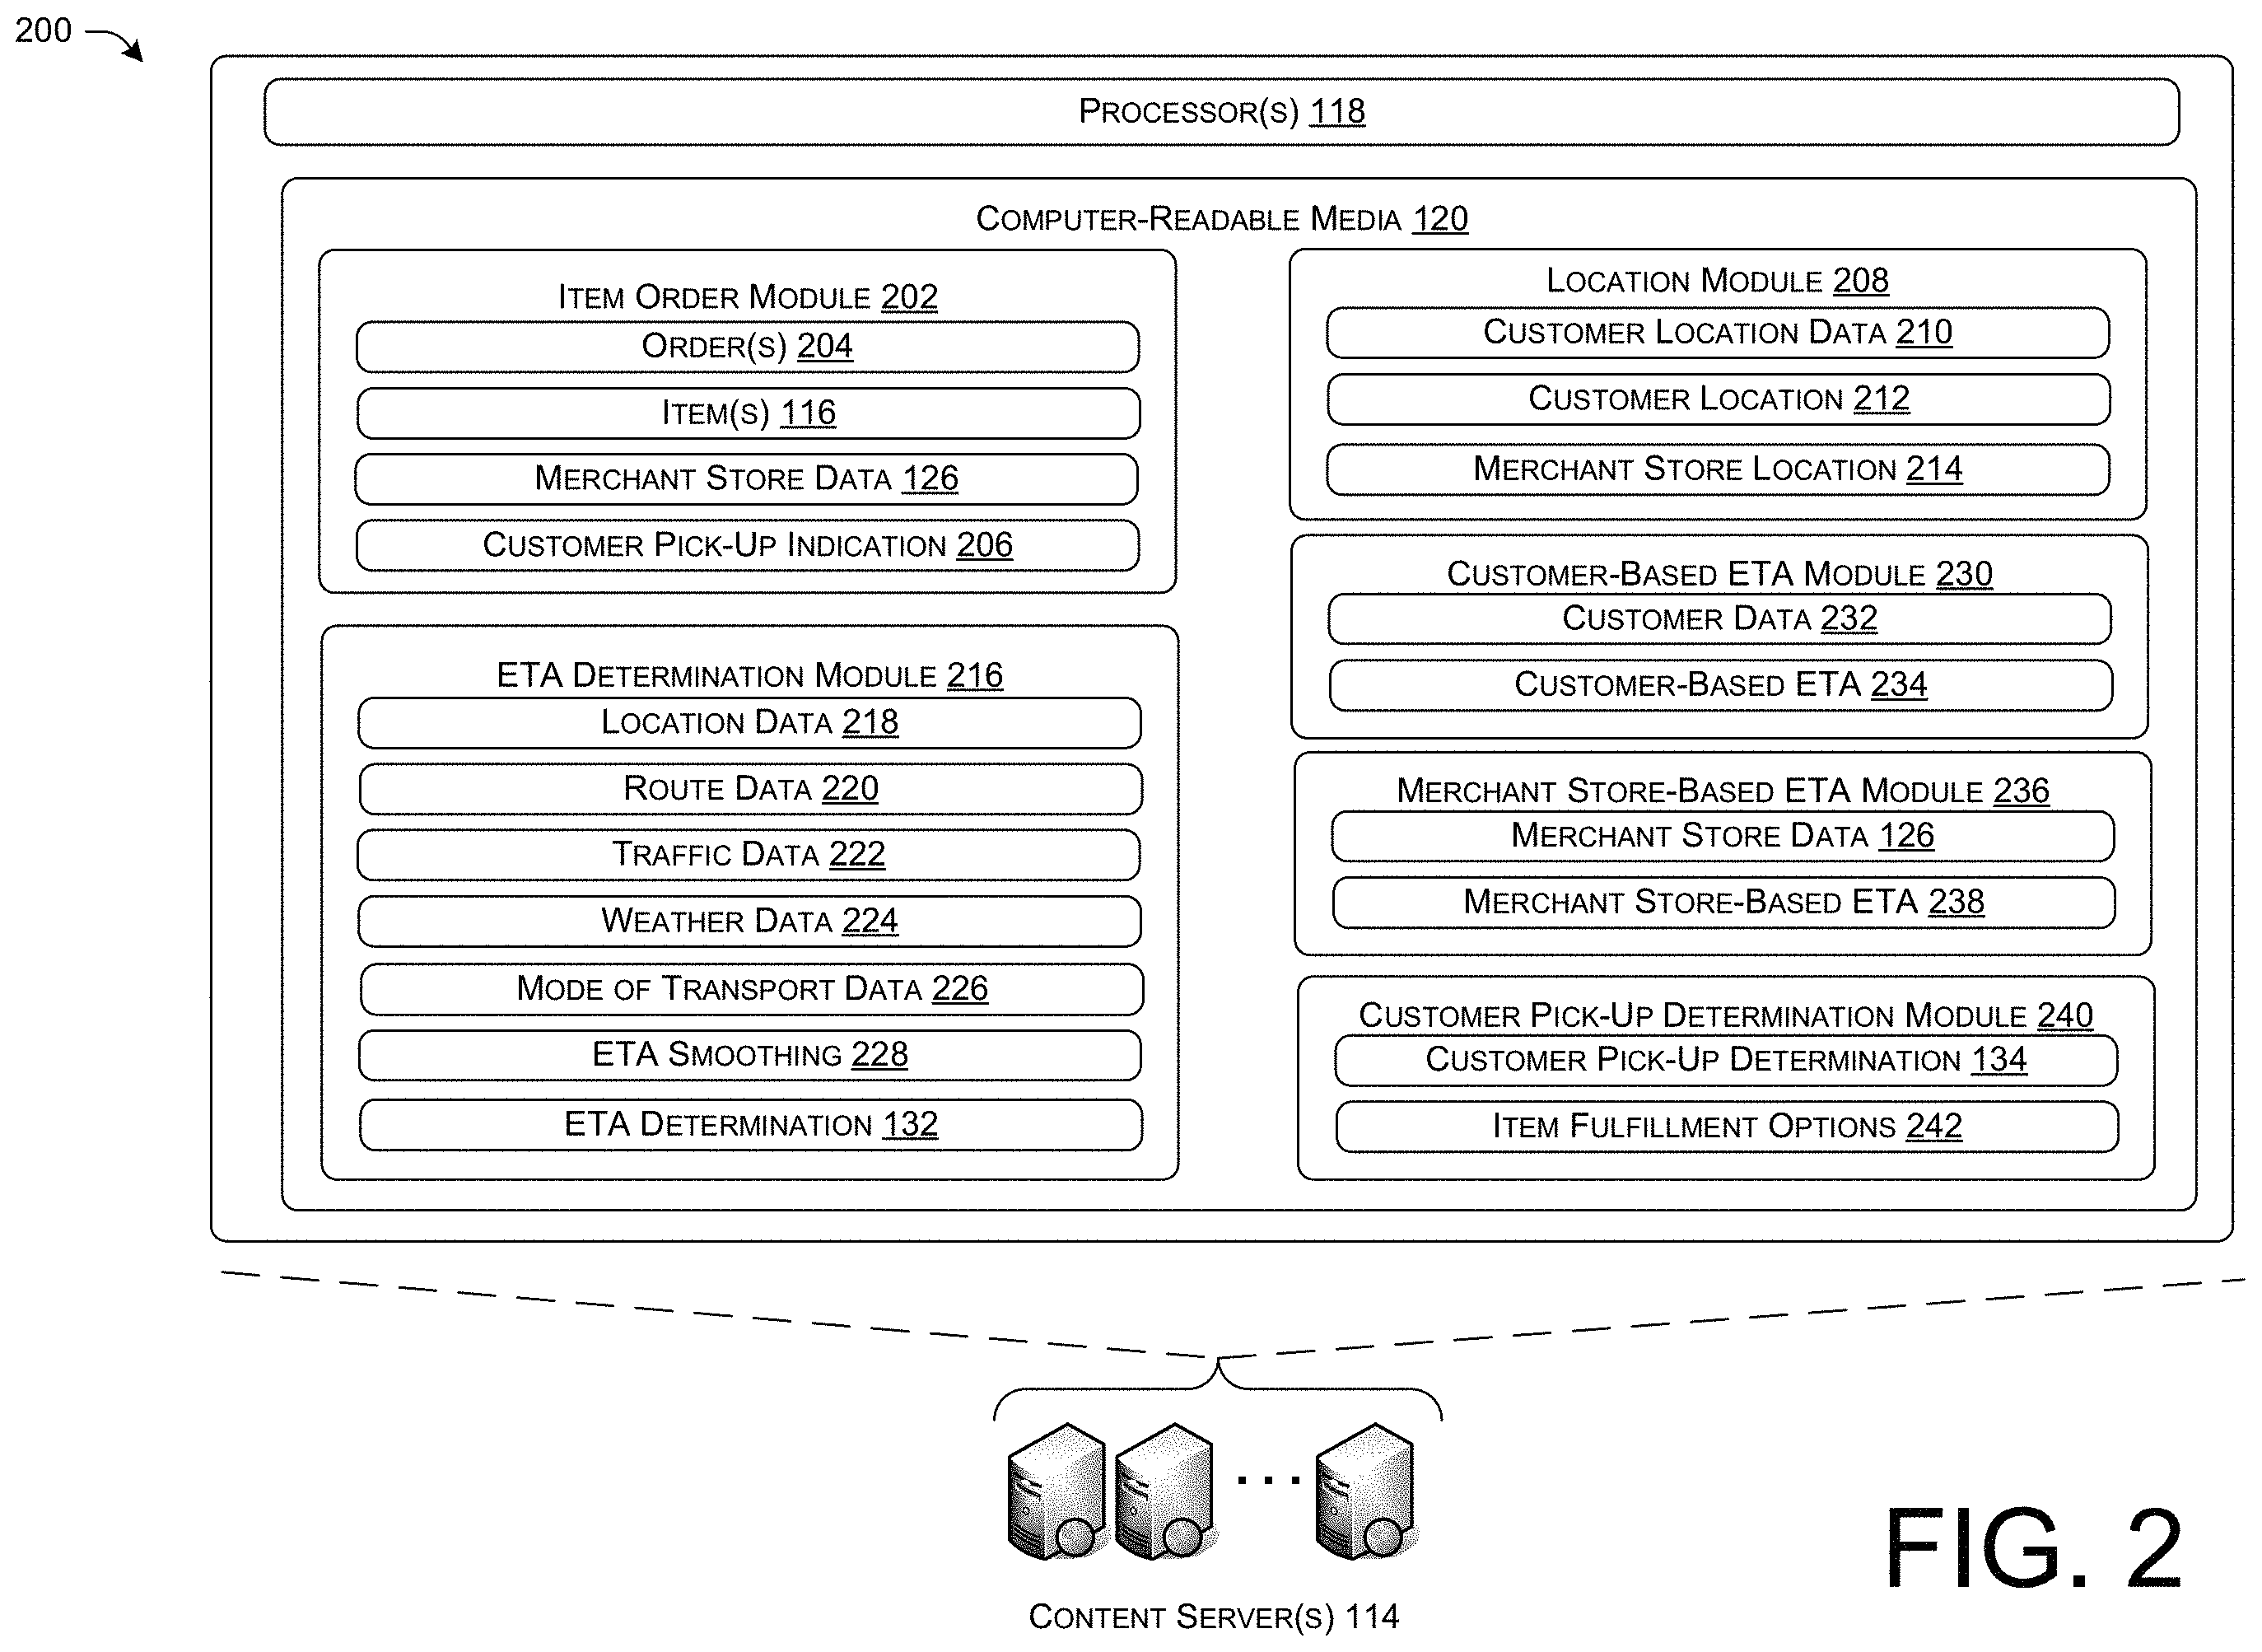 200
PROCESSOR(S) 118
COMPUTER-READABLE MEDIA 120
ITEM ORDER MODULE 202
ORDER(S) 204
ITEM(S) 116
MERCHANT STORE DATA 126
CUSTOMER PICK-UP INDICATION 206
ETA DETERMINATION MODULE 216
LOCATION DATA 218
ROUTE DATA 220
TRAFFIC DATA 222
WEATHER DATA 224
MODE OF TRANSPORT DATA 226
ETA SMOOTHING 228
ETA DETERMINATION 132
LOCATION MODULE 208
CUSTOMER LOCATION DATA 210
CUSTOMER LOCATION 212
MERCHANT STORE LOCATION 214
CUSTOMER-BASED ETA MODULE 230
CUSTOMER DATA 232
CUSTOMER-BASED ETA 234
MERCHANT STORE-BASED ETA MODULE 236
MERCHANT STORE DATA 126
MERCHANT STORE-BASED ETA 238
CUSTOMER PICK-UP DETERMINATION MODULE 240
CUSTOMER PICK-UP DETERMINATION 134
ITEM FULFILLMENT OPTIONS 242
CONTENT SERVER(S) 114
FIG. 2